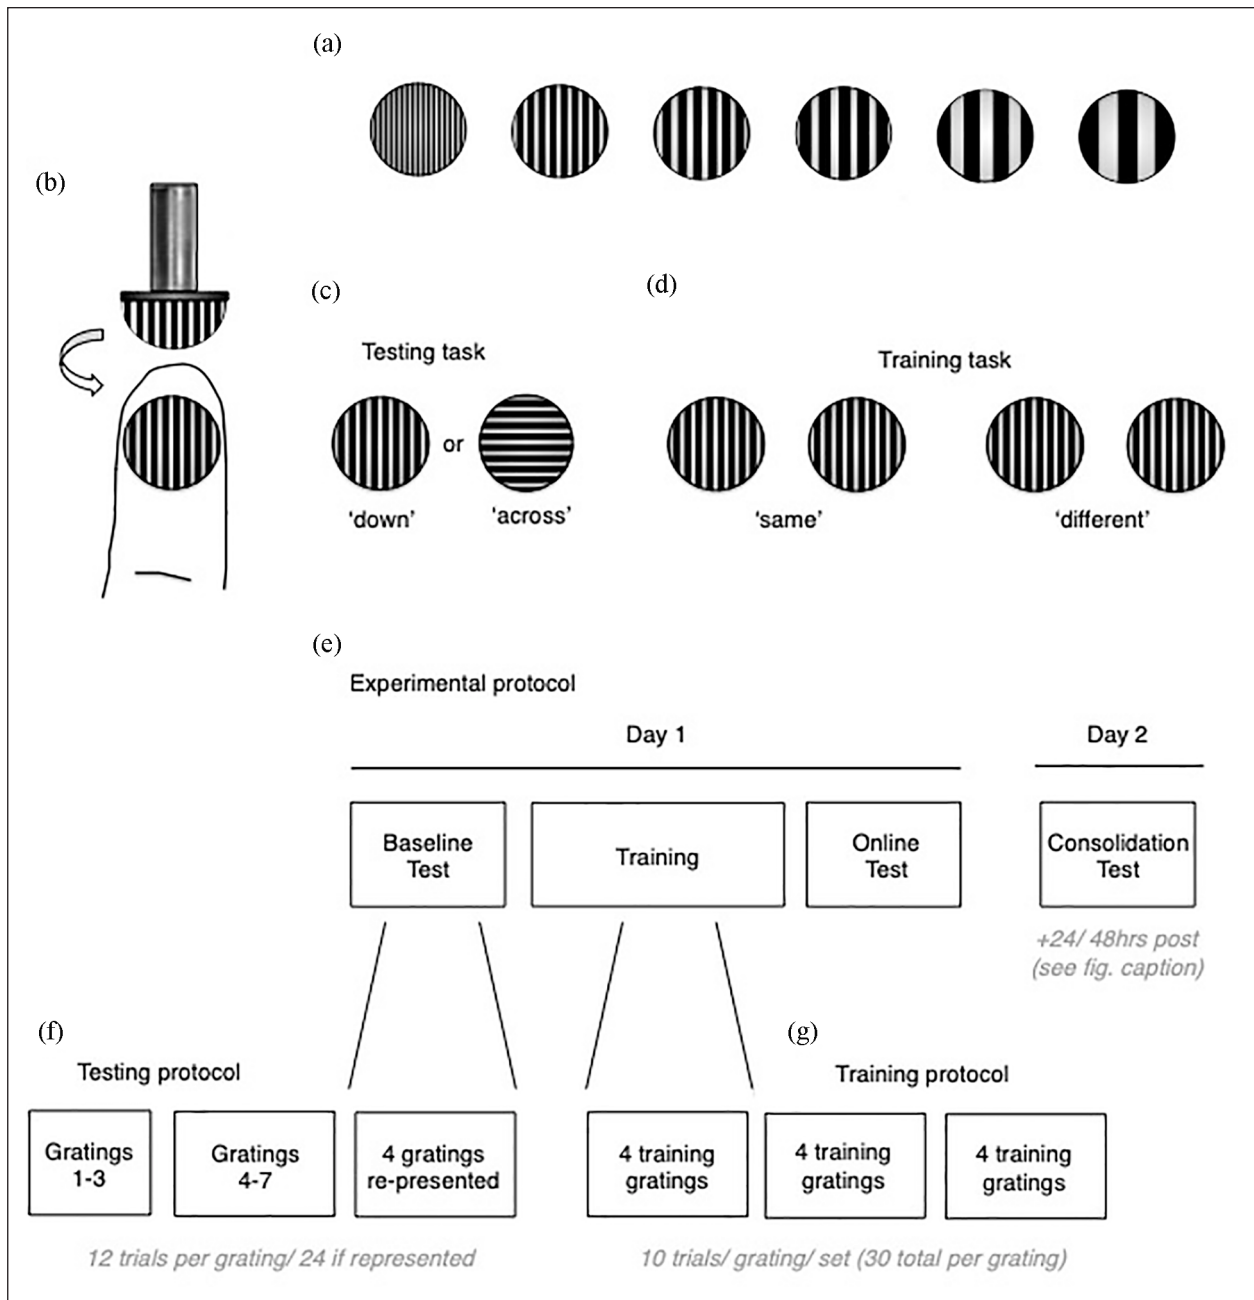 (a)
(b)
(c)
(d)
Testing task
Training task
or
'down'
'across'
'same'
'different'
(e)
Experimental protocol
Day 1
Day 2
Baseline
Test
Training
Online
Test
Consolidation
Test
+24/ 48hrs post
(see fig. caption)
(f)
(g)
Testing protocol
Training protocol
Gratings
1-3
Gratings
4-7
4 gratings
re-presented
4 training
gratings
4 training
gratings
4 training
gratings
12 trials per grating/ 24 if represented
10 trials/ grating/ set (30 total per grating)